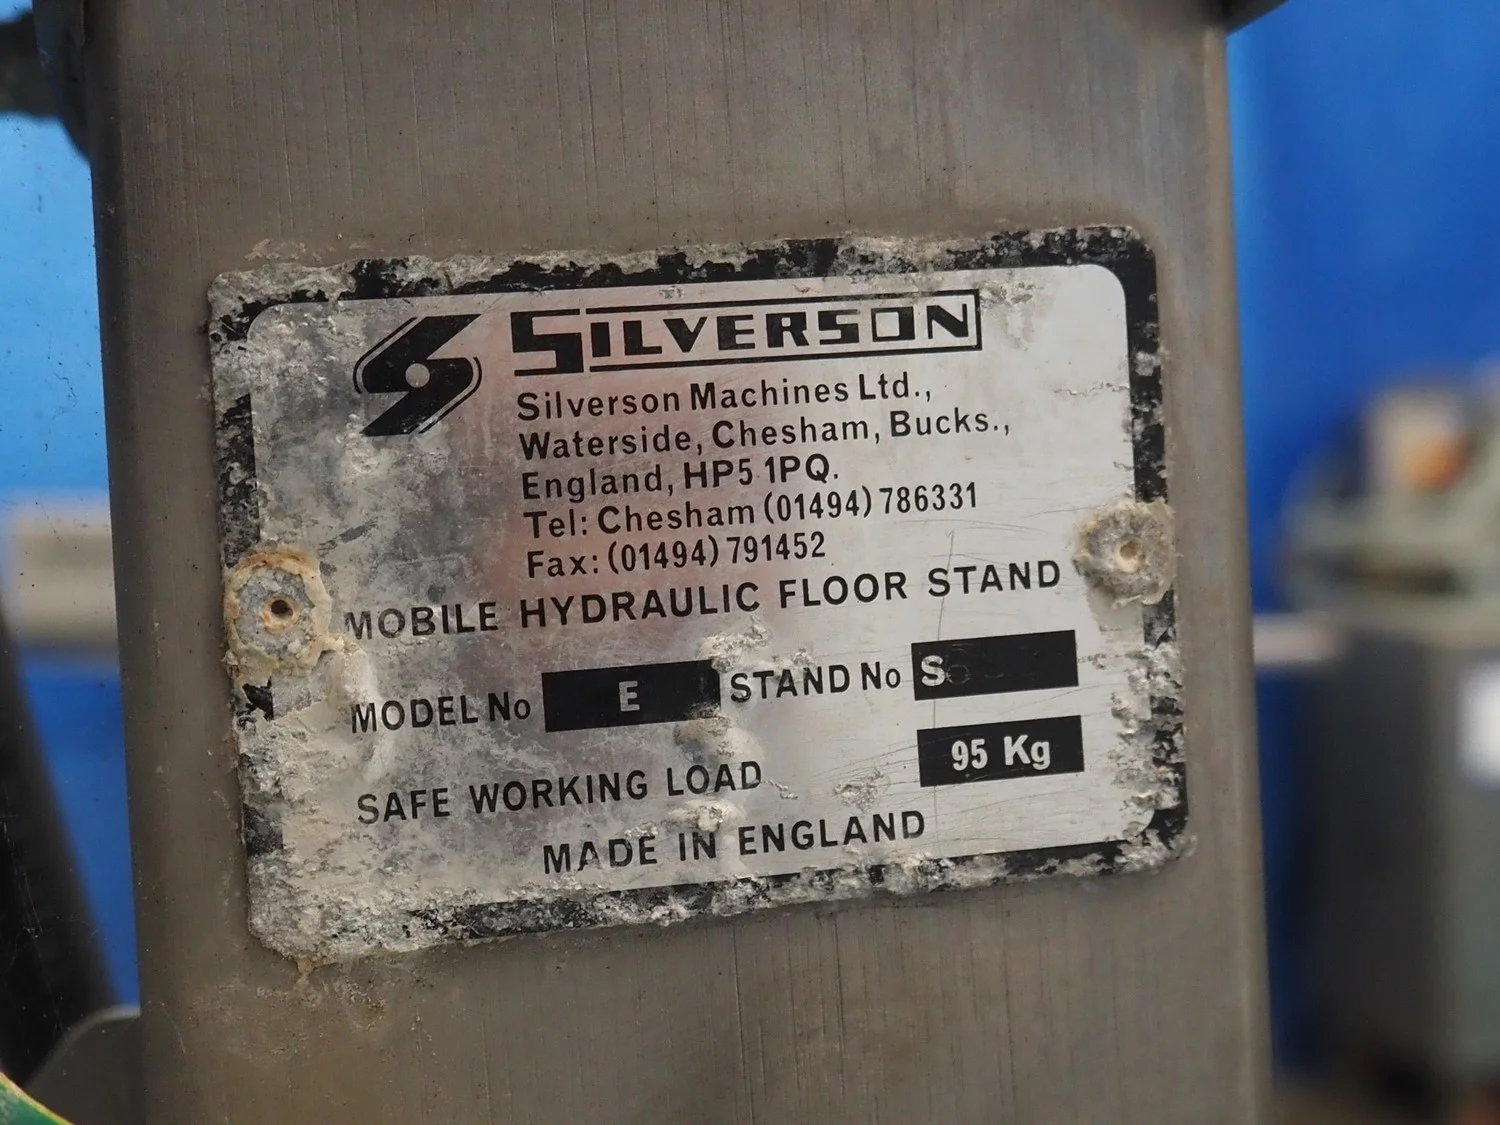 SILVERSON
Silverson Machines Ltd.,
Waterside, Chesham, Bucks.,
England, HP5 1PQ.
Tel: Chesham (01494) 786331
Fax: (01494) 791452
MOBILE HYDRAULIC FLOOR STAND
MODEL No E STAND No
SAFE WORKING LOAD 95 Kg
MADE IN ENGLAND